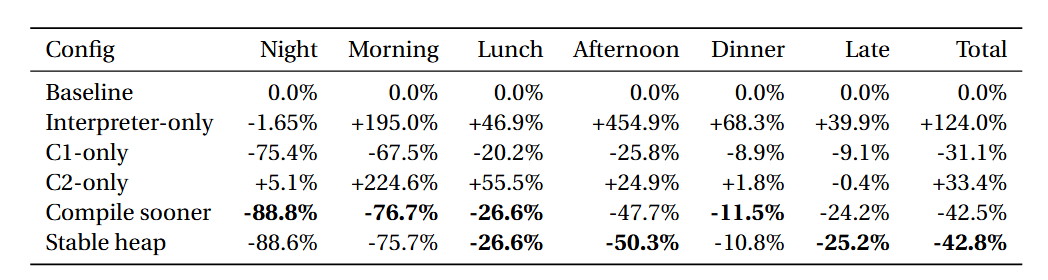 Config Night Morning Lunch Afternoon Dinner Late Total
Baseline 0.0% 0.0% 0.0% 0.0% 0.0% 0.0% 0.0%
Interpreter-only -1.65% +195.0% +46.9% +454.9% +68.3% +39.9% +124.0%
C1-only -75.4% -67.5% -20.2% -25.8% -8.9% -9.1% -31.1%
C2-only +5.1% +224.6% +55.5% +24.9% +1.8% -0.4% +33.4%
Compile sooner -88.8% -76.7% -26.6% -47.7% -11.5% -24.2% -42.5%
Stable heap -88.6% -75.7% -26.6% -50.3% -10.8% -25.2% -42.8%